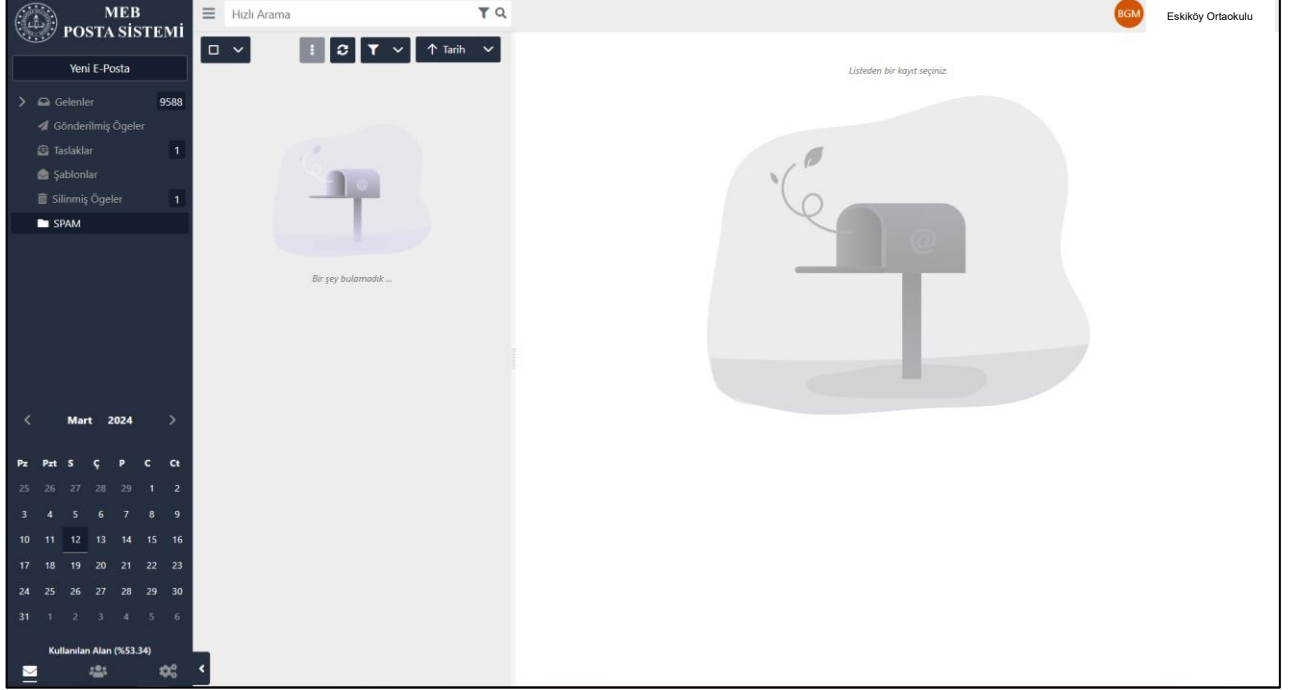 MEB
POSTA SİSTEMİ
Yeni E-Posta
Gelenler 9588
Gönderilmiş Ögeler
Taslaklar 1
Şablonlar
Silinmiş Ögeler 1
SPAM
Mart 2024
Pz Pzt S Ç P C Ct
25 26 27 28 29 1 2
3 4 5 6 7 8 9
10 11 12 13 14 15 16
17 18 19 20 21 22 23
24 25 26 27 28 29 30
31 1 2 3 4 5 6
Kullanılan Alan (%53.34)
Hızlı Arama
Tarih
Bir şey bulamadık ...
BGM Eskiköy Ortaokulu
Listeden bir kayıt seçiniz.
@
@